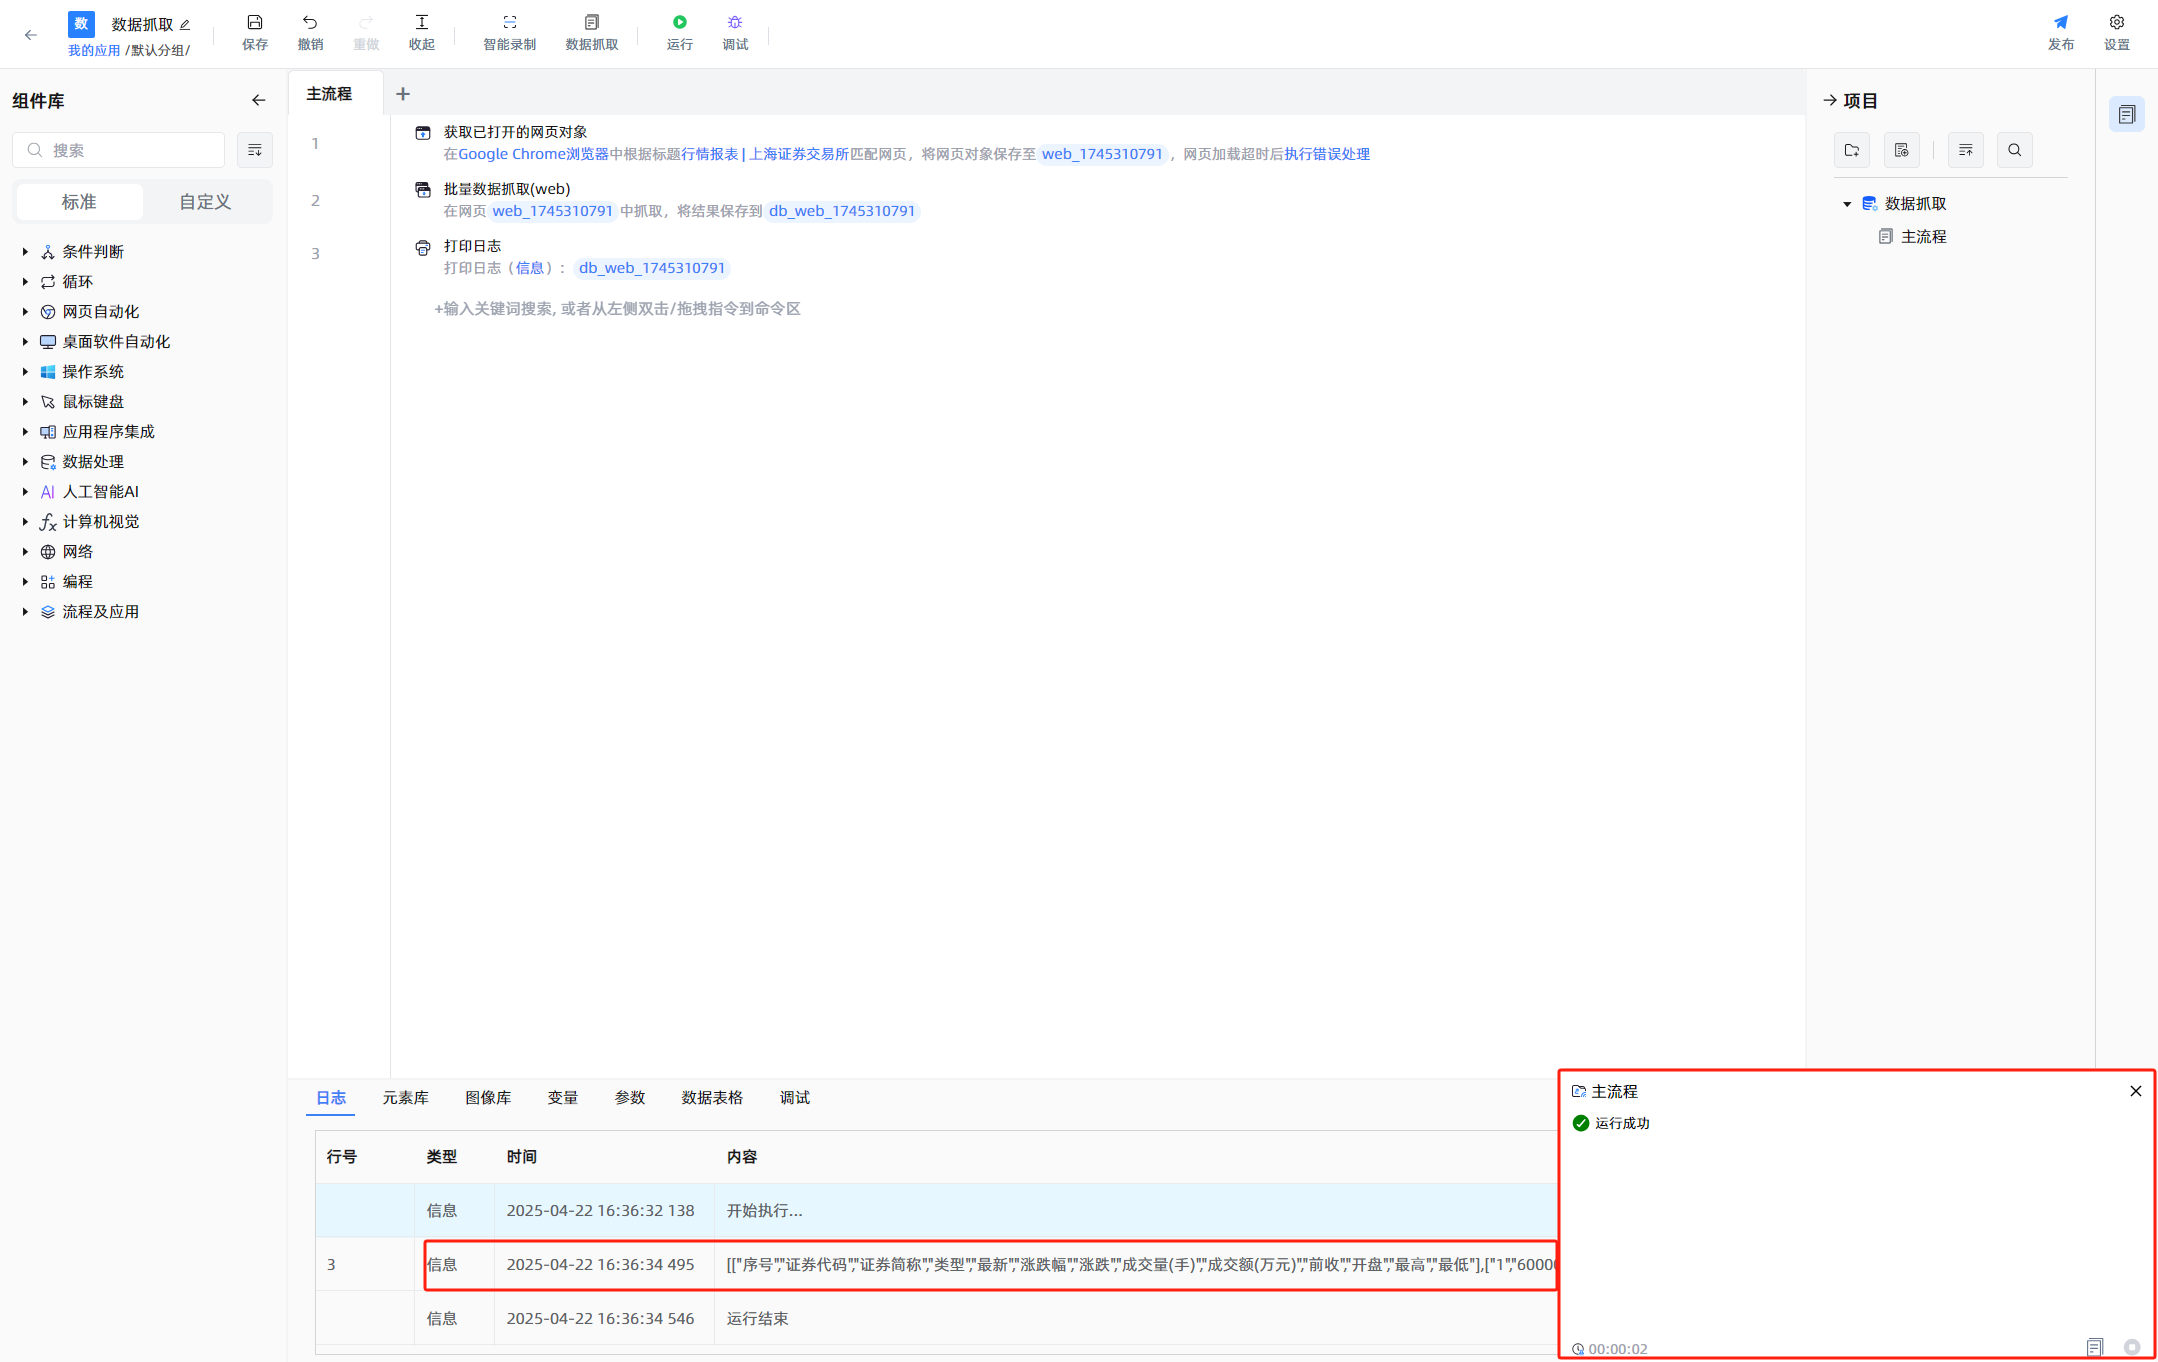 数 数据抓取
我的应用 /默认分组/
保存 撤销 重做 收起 智能录制 数据抓取 运行 调试 发布 设置
组件库
搜索
标准 自定义
条件判断
循环
网页自动化
桌面软件自动化
操作系统
鼠标键盘
应用程序集成
数据处理
AI 人工智能AI
计算机视觉
网络
编程
流程及应用
主流程
1 获取已打开的网页对象
在Google Chrome浏览器中根据标题行情报表 | 上海证券交易所匹配网页，将网页对象保存至 web_1745310791 ，网页加载超时后执行错误处理
2 批量数据抓取(web)
在网页 web_1745310791 中抓取，将结果保存到 db_web_1745310791
3 打印日志
打印日志（信息）： db_web_1745310791
+输入关键词搜索, 或者从左侧双击/拖拽指令到命令区
项目
数据抓取
主流程
日志 元素库 图像库 变量 参数 数据表格 调试
行号 类型 时间 内容
信息 2025-04-22 16:36:32 138 开始执行...
3 信息 2025-04-22 16:36:34 495 [["序号","证券代码","证券简称","类型","最新","涨跌幅","涨跌","成交量(手)","成交额(万元)","前收","开盘","最高","最低"],["1","6000
信息 2025-04-22 16:36:34 546 运行结束
主流程
运行成功
00:00:02